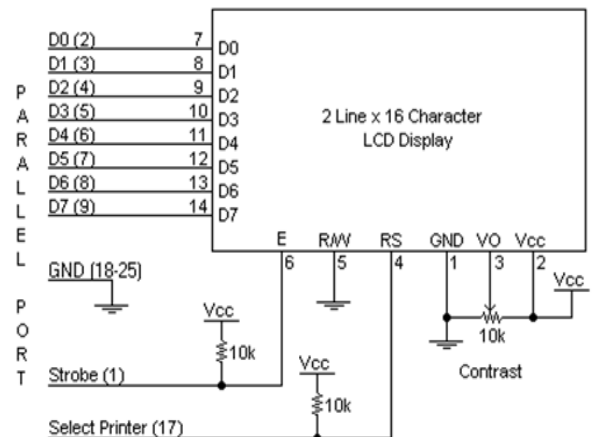 PARALLEL PORT
D0 (2) 7 D0
D1 (3) 8 D1
D2 (4) 9 D2
D3 (5) 10 D3
D4 (6) 11 D4
D5 (7) 12 D5
D6 (8) 13 D6
D7 (9) 14 D7
2 Line x 16 Character
LCD Display
E R/W RS GND VO Vcc
6 5 4 1 3 2
GND (18-25)
Vcc
10k
Vcc
10k
Contrast
Strobe (1)
Vcc
10k
Select Printer (17)